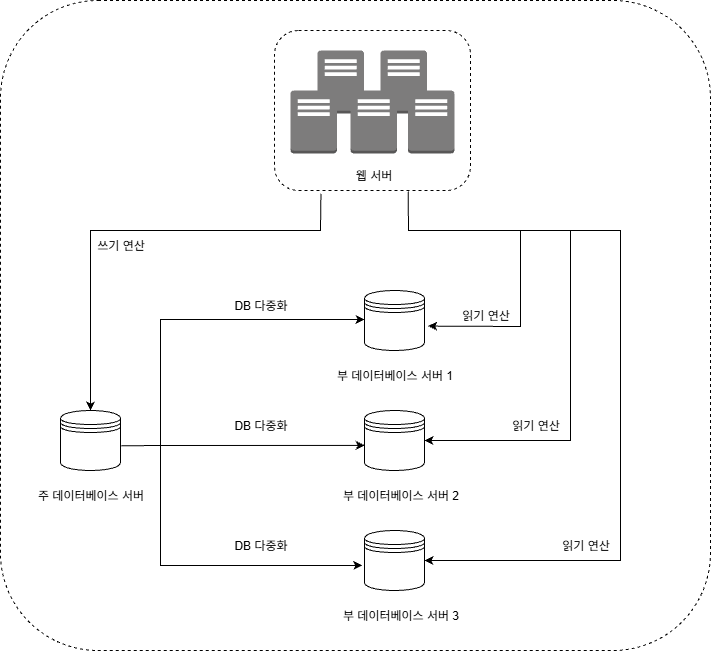 웹 서버
쓰기 연산
DB 다중화
읽기 연산
부 데이터베이스 서버 1
DB 다중화
읽기 연산
주 데이터베이스 서버
부 데이터베이스 서버 2
DB 다중화
읽기 연산
부 데이터베이스 서버 3